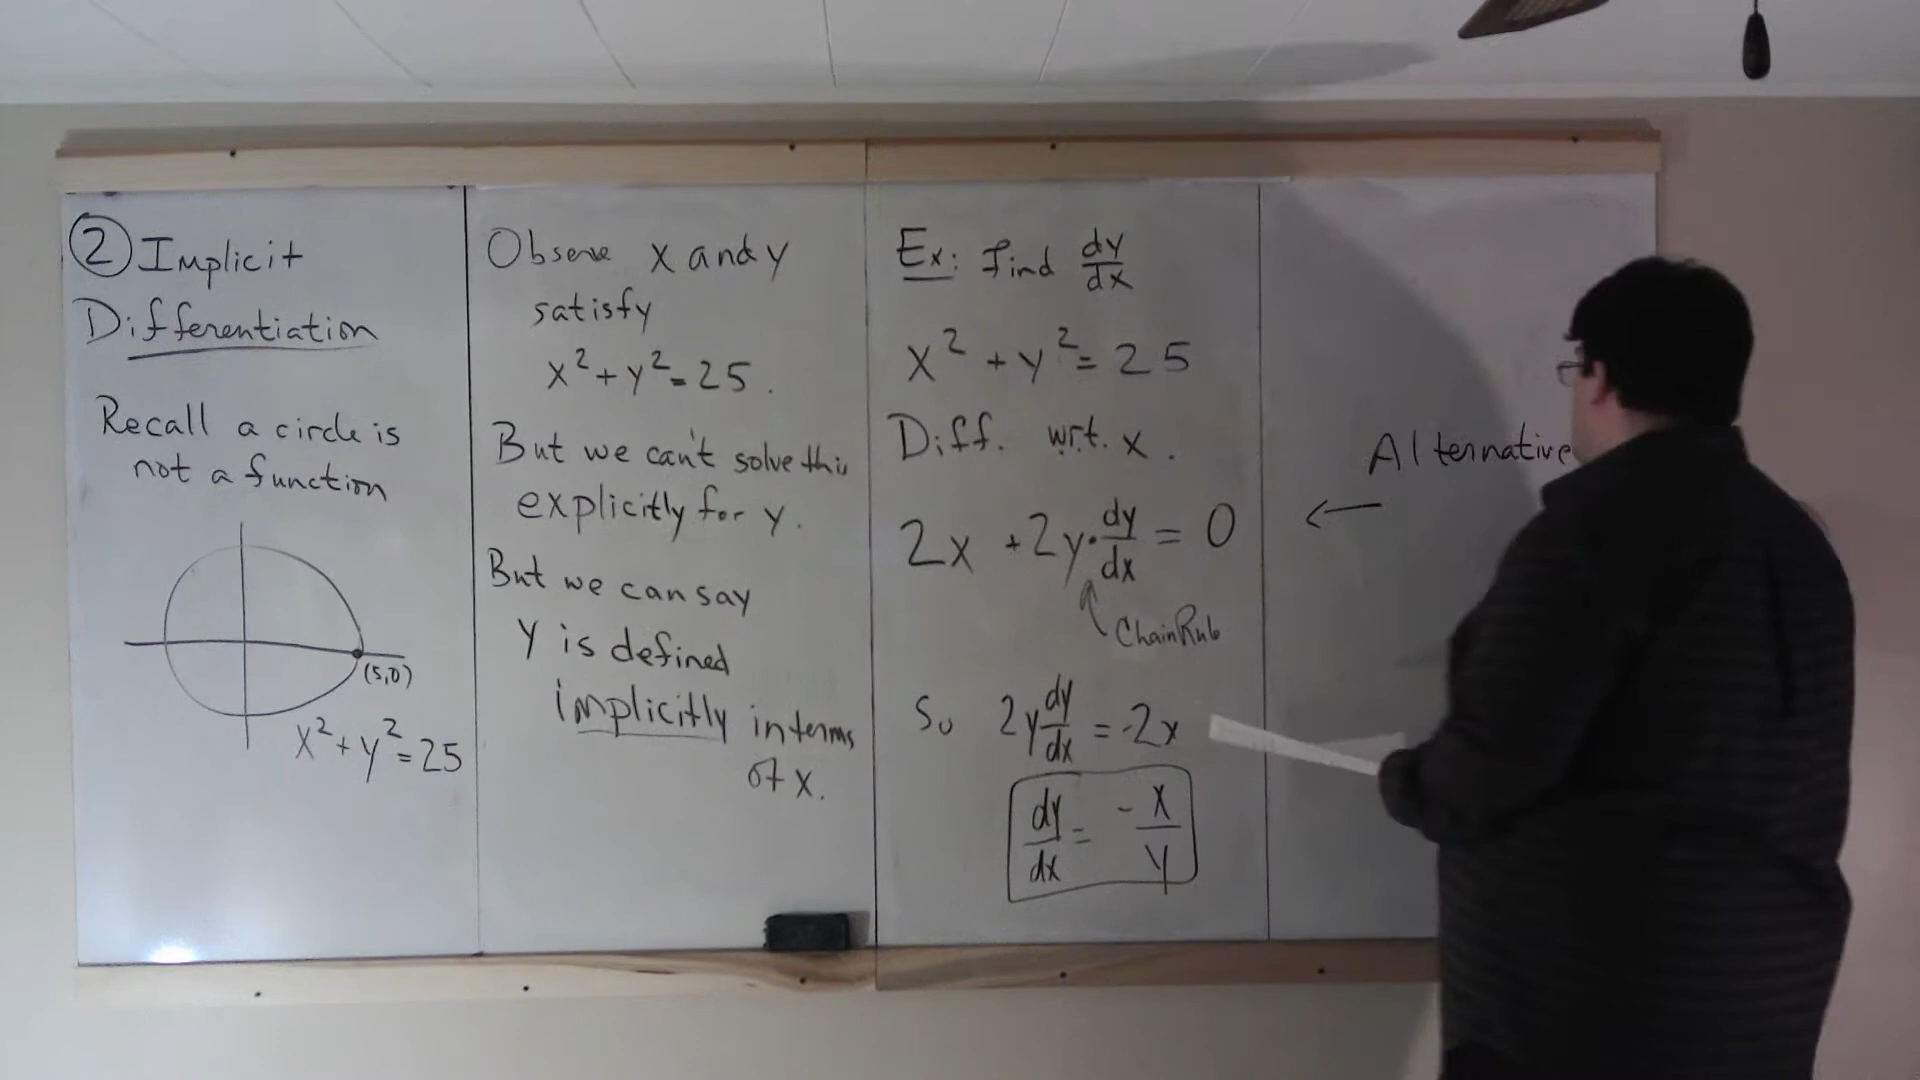 ② Implicit
Differentiation
Recall a circle is
not a function
(5,0)
x² + y² = 25
Observe x and y
satisfy
x² + y² = 25.
But we can't solve this
explicitly for y.
But we can say
y is defined
implicitly in terms
of x.
Ex: Find dy/dx
x² + y² = 25
Diff. wrt. x.
2x + 2y · dy/dx = 0
Chain Rule
So 2y dy/dx = -2x
dy/dx = -x/y
Alternative
←